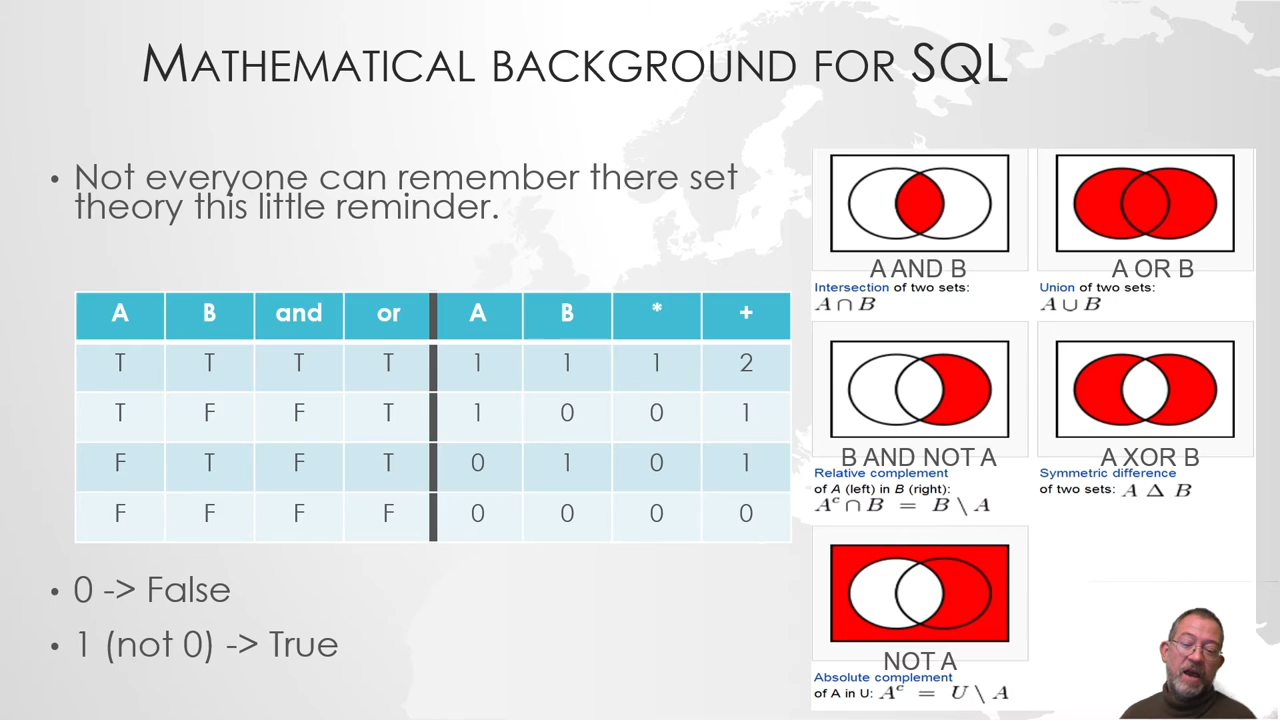 MATHEMATICAL BACKGROUND FOR SQL
• Not everyone can remember there set
theory this little reminder.
A B and or A B * +
T T T T 1 1 1 2
T F F T 1 0 0 1
F T F T 0 1 0 1
F F F F 0 0 0 0
• 0 -> False
• 1 (not 0) -> True
A AND B
Intersection of two sets:
A ∩ B
A OR B
Union of two sets:
A ∪ B
B AND NOT A
Relative complement
of A (left) in B (right):
Aᶜ ∩ B = B \ A
A XOR B
Symmetric difference
of two sets: A Δ B
NOT A
Absolute complement
of A in U: Aᶜ = U \ A